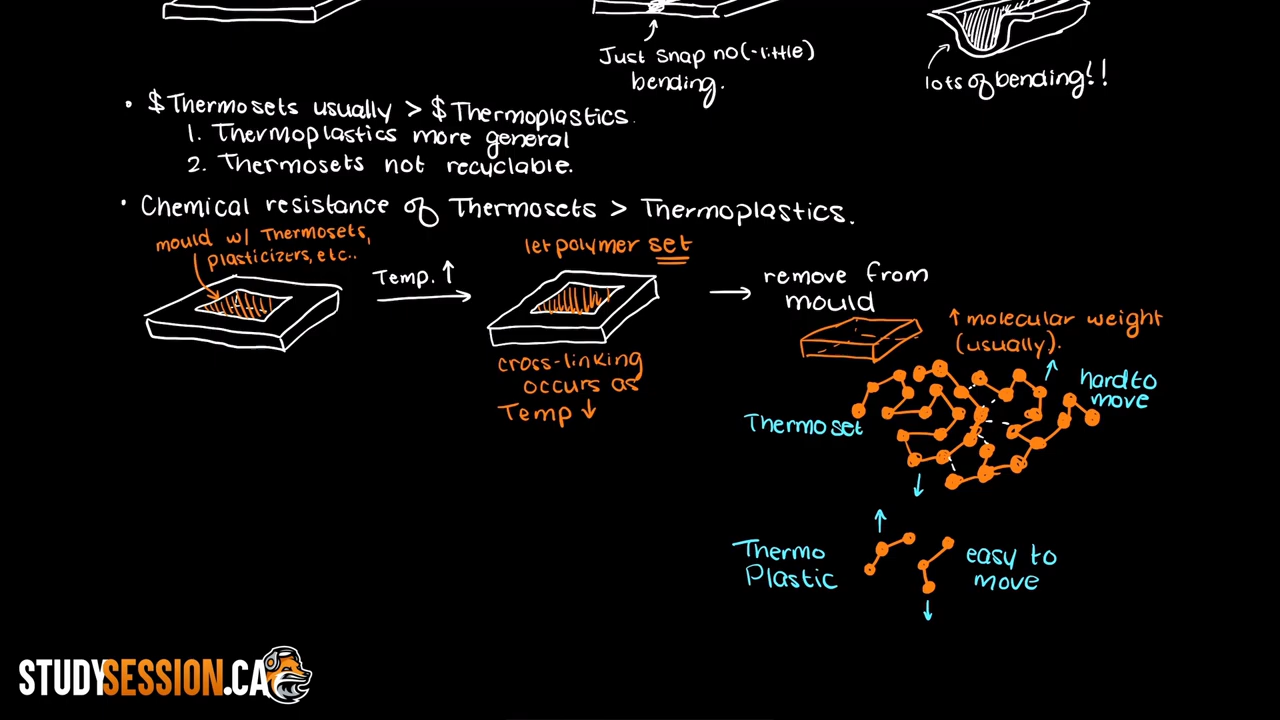 Just snap no(-little)
bending.
lots of bending!!
• $Thermosets usually > $Thermoplastics.
1. Thermoplastics more general
2. Thermosets not recyclable.
• Chemical resistance of Thermosets > Thermoplastics.
mould w/ Thermosets,
plasticizers, etc..
Temp. ↑
let polymer set
cross-linking
occurs as
Temp ↓
remove from
mould
↑ molecular weight
(usually).
hard to
move
Thermoset
Thermo
Plastic
easy to
move
STUDYSESSION.CA